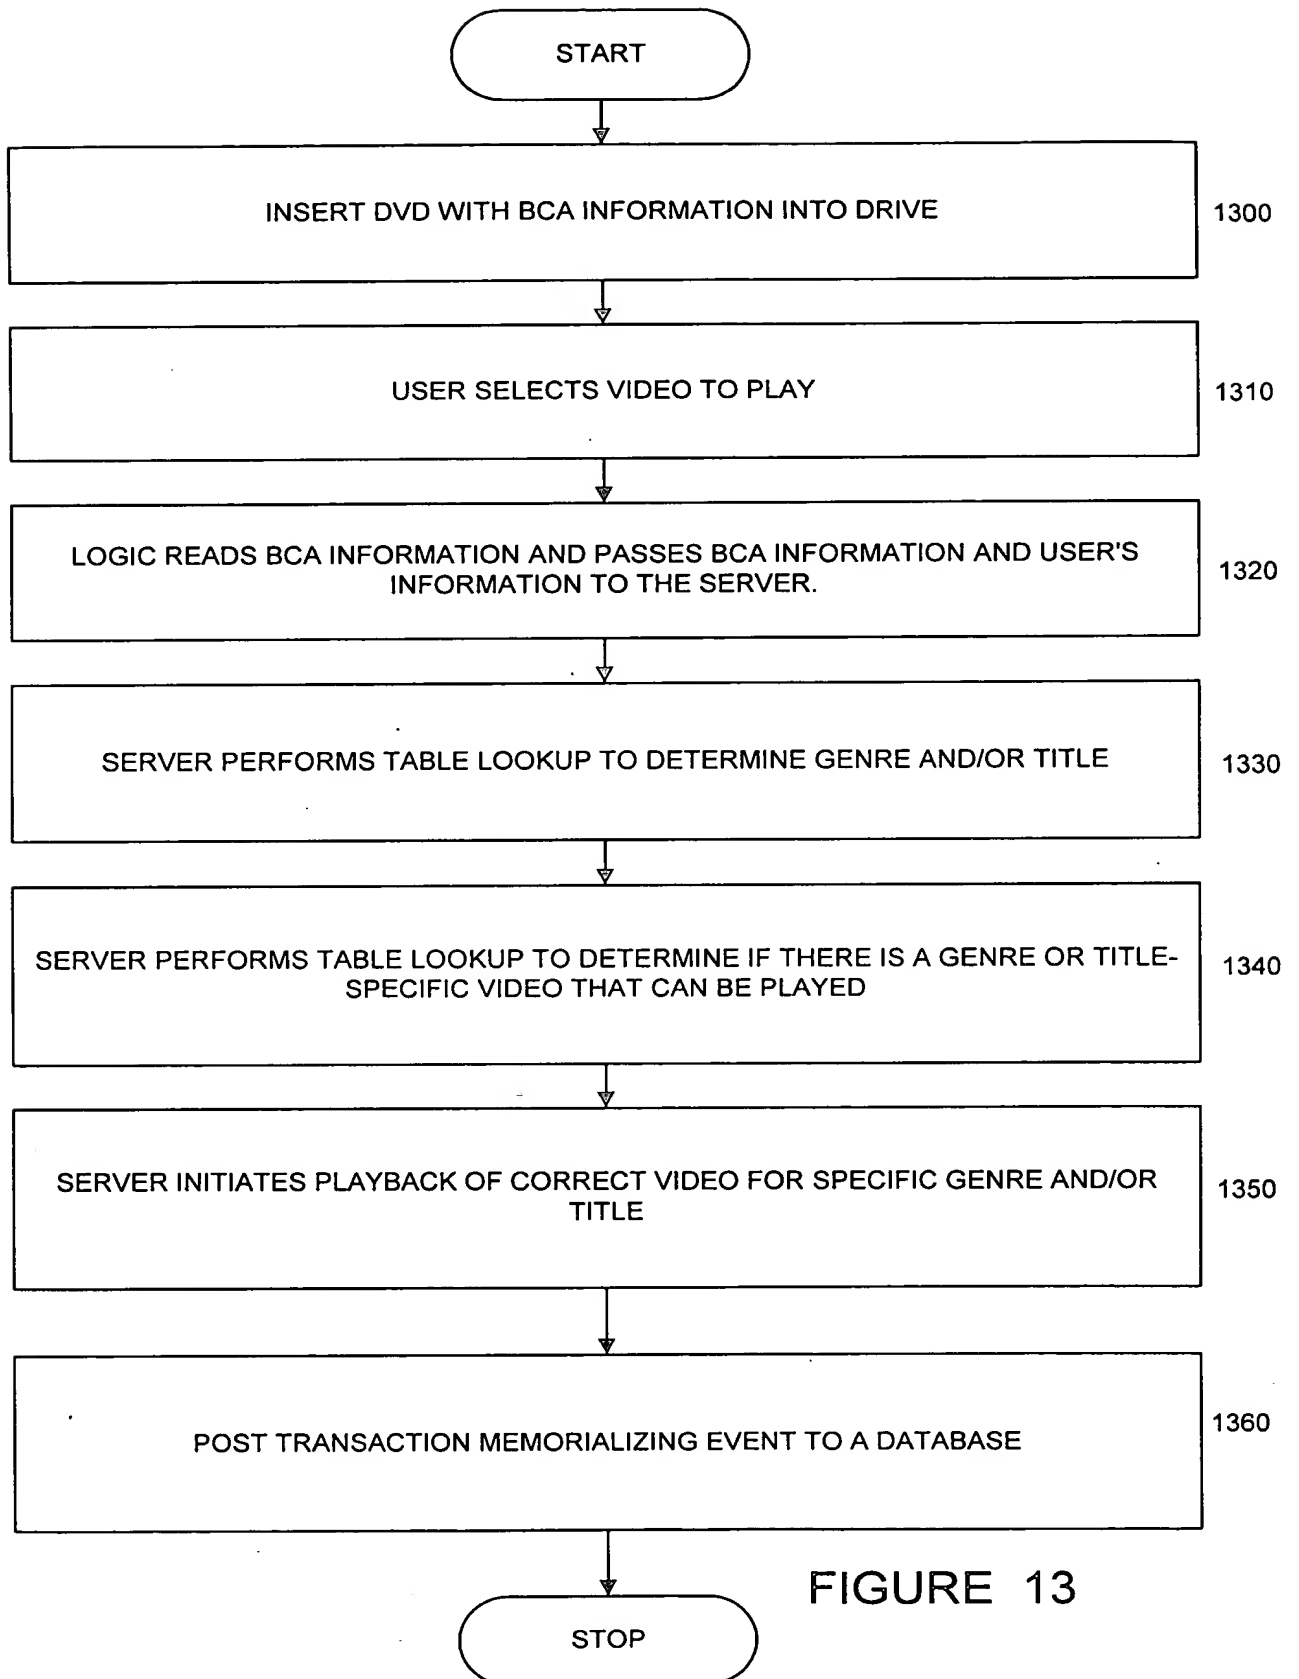 START
INSERT DVD WITH BCA INFORMATION INTO DRIVE
1300
USER SELECTS VIDEO TO PLAY
1310
LOGIC READS BCA INFORMATION AND PASSES BCA INFORMATION AND USER'S
INFORMATION TO THE SERVER.
1320
SERVER PERFORMS TABLE LOOKUP TO DETERMINE GENRE AND/OR TITLE
1330
SERVER PERFORMS TABLE LOOKUP TO DETERMINE IF THERE IS A GENRE OR TITLE-
SPECIFIC VIDEO THAT CAN BE PLAYED
1340
SERVER INITIATES PLAYBACK OF CORRECT VIDEO FOR SPECIFIC GENRE AND/OR
TITLE
1350
POST TRANSACTION MEMORIALIZING EVENT TO A DATABASE
1360
FIGURE 13
STOP